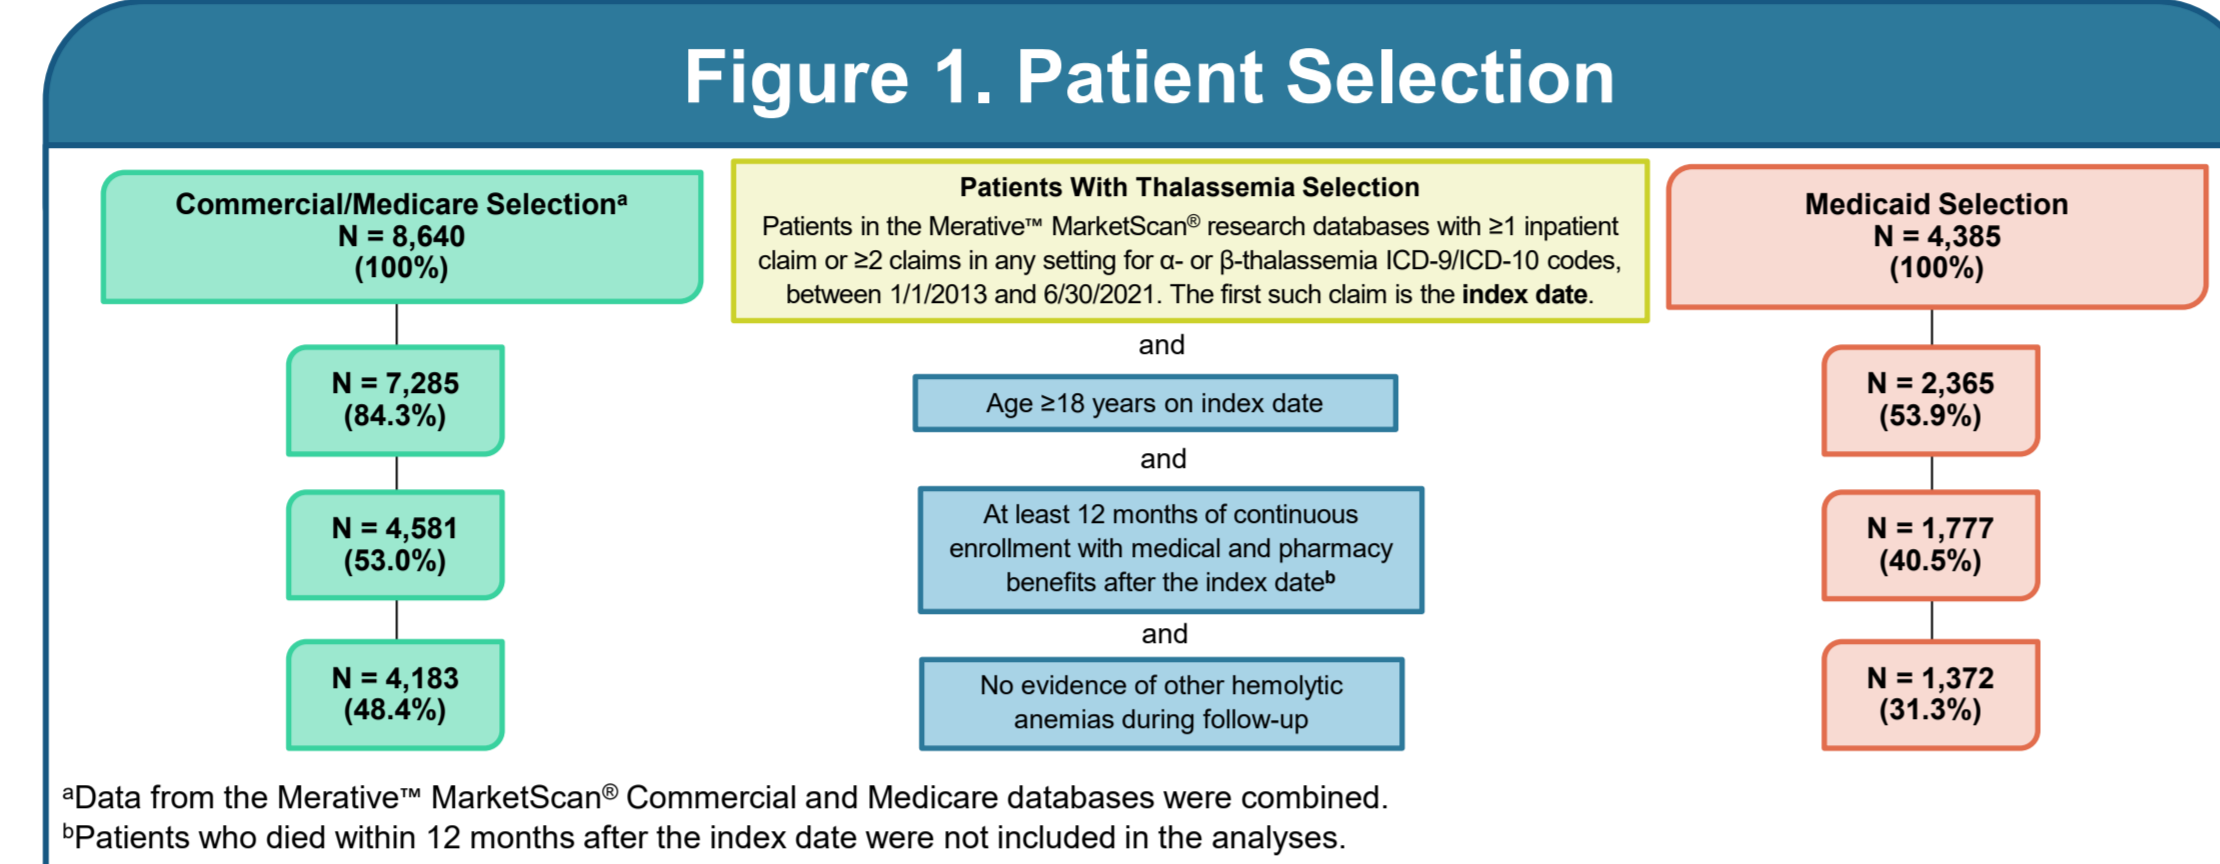 Figure 1. Patient Selection
Commercial/Medicare Selectionᵃ
N = 8,640
(100%)
Patients With Thalassemia Selection
Patients in the Merative™ MarketScan® research databases with ≥1 inpatient
claim or ≥2 claims in any setting for α- or β-thalassemia ICD-9/ICD-10 codes,
between 1/1/2013 and 6/30/2021. The first such claim is the index date.
Medicaid Selection
N = 4,385
(100%)
and
N = 7,285
(84.3%)
Age ≥18 years on index date
N = 2,365
(53.9%)
and
N = 4,581
(53.0%)
At least 12 months of continuous
enrollment with medical and pharmacy
benefits after the index dateᵇ
N = 1,777
(40.5%)
and
N = 4,183
(48.4%)
No evidence of other hemolytic
anemias during follow-up
N = 1,372
(31.3%)
ᵃData from the Merative™ MarketScan® Commercial and Medicare databases were combined.
ᵇPatients who died within 12 months after the index date were not included in the analyses.